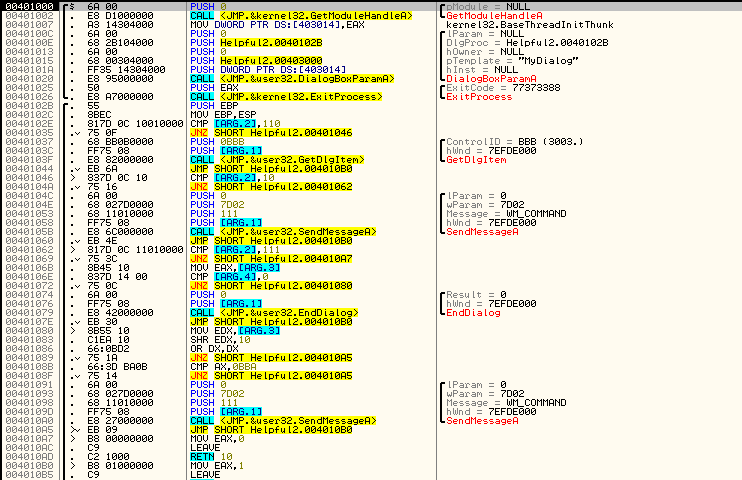 00401000 $ 6A 00 PUSH 0 pModule = NULL
00401002 . E8 D1000000 CALL <JMP.&kernel32.GetModuleHandleA> GetModuleHandleA
00401007 . A3 14304000 MOV DWORD PTR DS:[403014],EAX kernel32.BaseThreadInitThunk
0040100C . 6A 00 PUSH 0 lParam = NULL
0040100E . 68 2B104000 PUSH Helpful2.0040102B DlgProc = Helpful2.0040102B
00401013 . 6A 00 PUSH 0 hOwner = NULL
00401015 . 68 00304000 PUSH Helpful2.00403000 pTemplate = "MyDialog"
0040101A . FF35 14304000 PUSH DWORD PTR DS:[403014] hInst = NULL
00401020 . E8 95000000 CALL <JMP.&user32.DialogBoxParamA> DialogBoxParamA
00401025 . 50 PUSH EAX ExitCode = 77373388
00401026 . E8 A7000000 CALL <JMP.&kernel32.ExitProcess> ExitProcess
0040102B . 55 PUSH EBP
0040102C . 8BEC MOV EBP,ESP
0040102E . 817D 0C 10010000 CMP [ARG.2],110
00401035 . 75 0F JNZ SHORT Helpful2.00401046
00401037 . 68 BB0B0000 PUSH 0BBB ControlID = BBB (3003.)
0040103C . FF75 08 PUSH [ARG.1] hWnd = 7EFDE000
0040103F . E8 82000000 CALL <JMP.&user32.GetDlgItem> GetDlgItem
00401044 . EB 6A JMP SHORT Helpful2.004010B0
00401046 > 837D 0C 10 CMP [ARG.2],10
0040104A . 75 16 JNZ SHORT Helpful2.00401062
0040104C . 6A 00 PUSH 0 lParam = 0
0040104E . 68 027D0000 PUSH 7D02 wParam = 7D02
00401053 . 68 11010000 PUSH 111 Message = WM_COMMAND
00401058 . FF75 08 PUSH [ARG.1] hWnd = 7EFDE000
0040105B . E8 6C000000 CALL <JMP.&user32.SendMessageA> SendMessageA
00401060 . EB 4E JMP SHORT Helpful2.004010B0
00401062 > 817D 0C 11010000 CMP [ARG.2],111
00401069 . 75 3C JNZ SHORT Helpful2.004010A7
0040106B . 8B45 10 MOV EAX,[ARG.3]
0040106E . 837D 14 00 CMP [ARG.4],0
00401072 . 75 0C JNZ SHORT Helpful2.00401080
00401074 . 6A 00 PUSH 0 Result = 0
00401076 . FF75 08 PUSH [ARG.1] hWnd = 7EFDE000
00401079 . E8 42000000 CALL <JMP.&user32.EndDialog> EndDialog
0040107E . EB 30 JMP SHORT Helpful2.004010B0
00401080 > 8B55 10 MOV EDX,[ARG.3]
00401083 . C1EA 10 SHR EDX,10
00401086 . 66:0BD2 OR DX,DX
00401089 . 75 1A JNZ SHORT Helpful2.004010A5
0040108B . 66:3D BA0B CMP AX,0BBA
0040108F . 75 14 JNZ SHORT Helpful2.004010A5
00401091 . 6A 00 PUSH 0 lParam = 0
00401093 . 68 027D0000 PUSH 7D02 wParam = 7D02
00401098 . 68 11010000 PUSH 111 Message = WM_COMMAND
0040109D . FF75 08 PUSH [ARG.1] hWnd = 7EFDE000
004010A0 . E8 27000000 CALL <JMP.&user32.SendMessageA> SendMessageA
004010A5 > EB 09 JMP SHORT Helpful2.004010B0
004010A7 > B8 00000000 MOV EAX,0
004010AC . C9 LEAVE
004010AD . C2 1000 RETN 10
004010B0 > B8 01000000 MOV EAX,1
004010B5 . C9 LEAVE